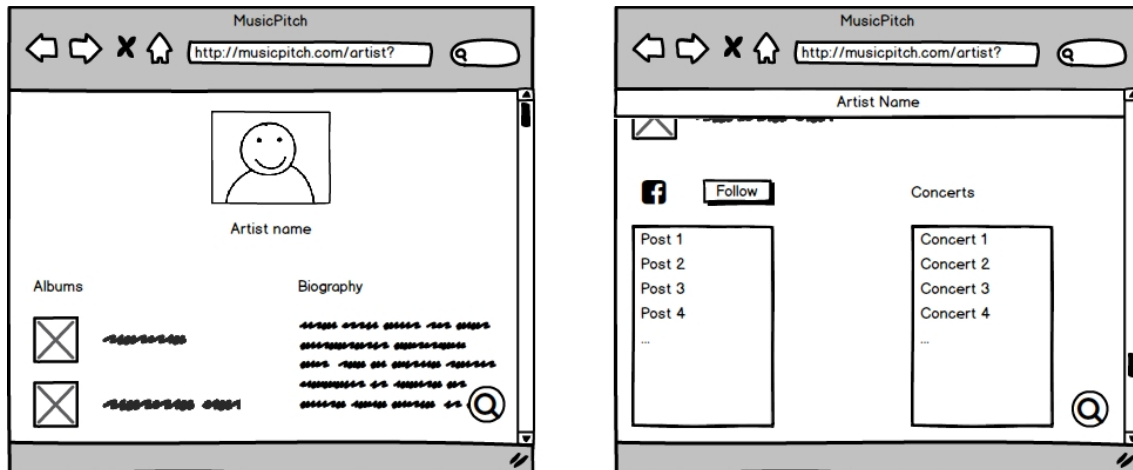 MusicPitch
http://musicpitch.com/artist?
Artist name
Albums
Biography
MusicPitch
http://musicpitch.com/artist?
Artist Name
Follow
Concerts
Post 1
Post 2
Post 3
Post 4
...
Concert 1
Concert 2
Concert 3
Concert 4
...